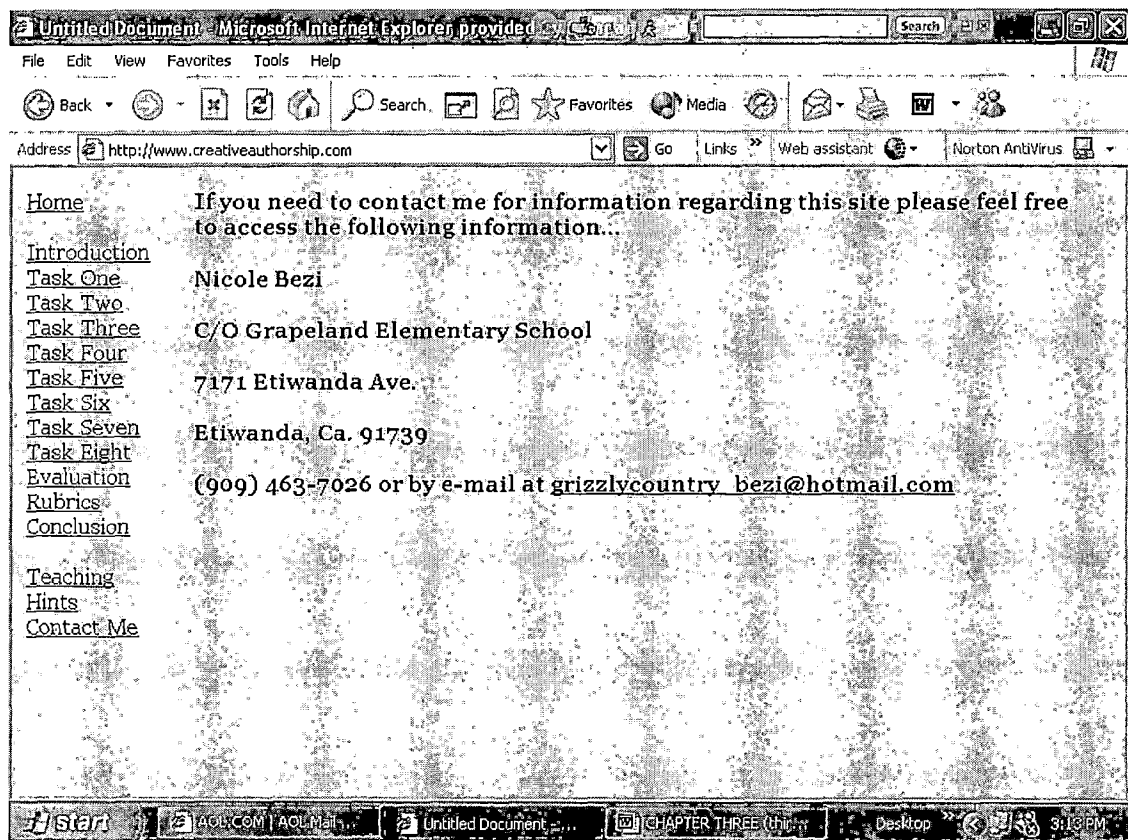 Untitled Document - Microsoft Internet Explorer provided
Search
File Edit View Favorites Tools Help
Back Search Favorites Media
Address http://www.creativeauthorship.com Go Links Web assistant Norton AntiVirus
Home
If you need to contact me for information regarding this site please feel free
to access the following information...
Introduction
Task One
Nicole Bezi
Task Two
Task Three
C/O Grapeland Elementary School
Task Four
Task Five
7171 Etiwanda Ave.
Task Six
Task Seven
Etiwanda, Ca. 91739
Task Eight
Evaluation
(909) 463-7026 or by e-mail at grizzlycountry_bezi@hotmail.com
Rubrics
Conclusion
Teaching
Hints
Contact Me
start AOL.COM | AOL Mail ... Untitled Document -... CHAPTER THREE (thir... Desktop 3:13 PM